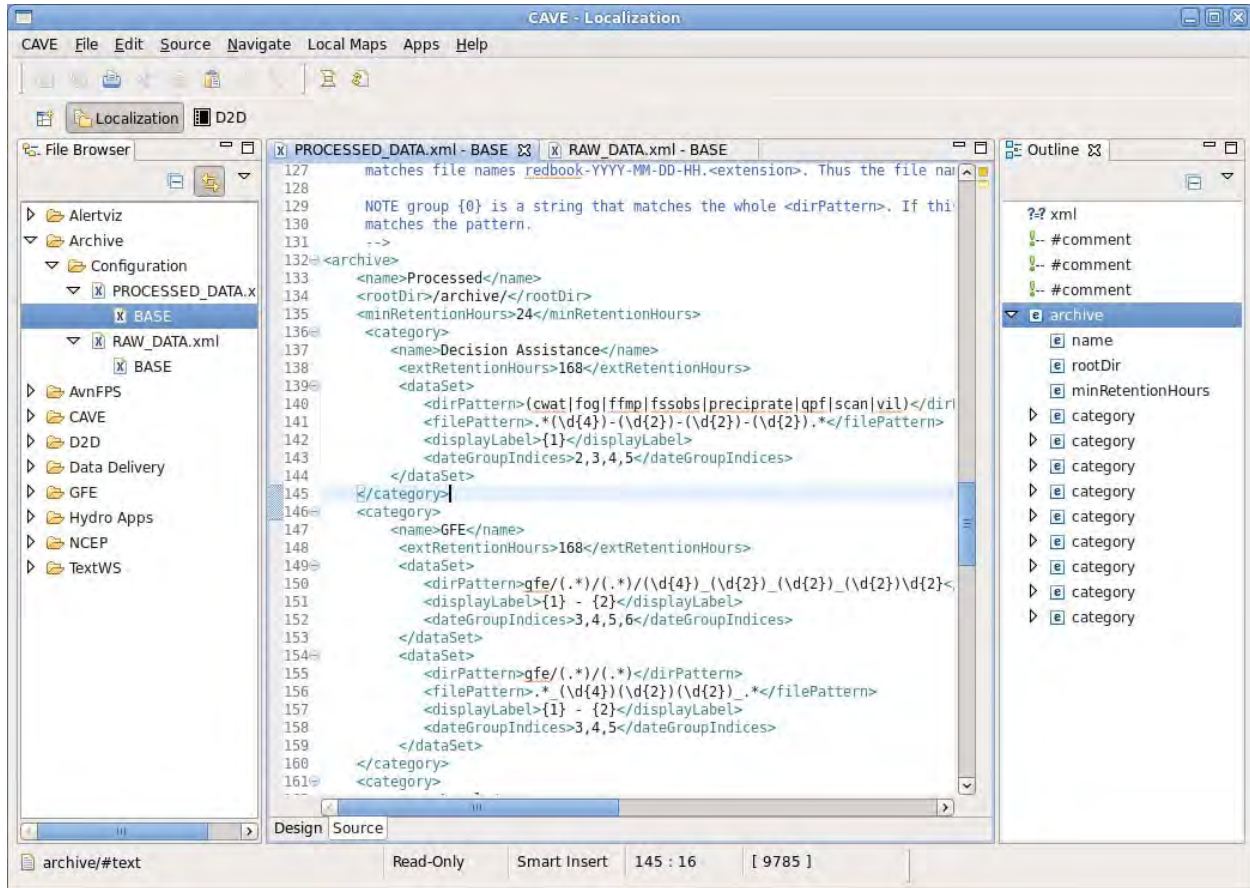 CAVE - Localization
CAVE File Edit Source Navigate Local Maps Apps Help
Localization D2D
File Browser
Alertviz
Archive
Configuration
PROCESSED_DATA.x
BASE
RAW_DATA.xml
BASE
AvnFPS
CAVE
D2D
Data Delivery
GFE
Hydro Apps
NCEP
TextWS
PROCESSED_DATA.xml - BASE RAW_DATA.xml - BASE
127 matches file names redbook-YYYY-MM-DD-HH.<extension>. Thus the file nam
128
129 NOTE group {0} is a string that matches the whole <dirPattern>. If thi
130 matches the pattern.
131 -->
132 <archive>
133 <name>Processed</name>
134 <rootDir>/archive/</rootDir>
135 <minRetentionHours>24</minRetentionHours>
136 <category>
137 <name>Decision Assistance</name>
138 <extRetentionHours>168</extRetentionHours>
139 <dataSet>
140 <dirPattern>(cwat|fog|ffmp|fssobs|preciprate|qpf|scan|vil)</dir
141 <filePattern>.*(\d{4})-(\d{2})-(\d{2})-(\d{2}).*</filePattern>
142 <displayLabel>{1}</displayLabel>
143 <dateGroupIndices>2,3,4,5</dateGroupIndices>
144 </dataSet>
145 </category>
146 <category>
147 <name>GFE</name>
148 <extRetentionHours>168</extRetentionHours>
149 <dataSet>
150 <dirPattern>gfe/(.*)/(.*)/(\d{4})_(\d{2})_(\d{2})_(\d{2})\d{2}<
151 <displayLabel>{1} - {2}</displayLabel>
152 <dateGroupIndices>3,4,5,6</dateGroupIndices>
153 </dataSet>
154 <dataSet>
155 <dirPattern>gfe/(.*)/(.*)</dirPattern>
156 <filePattern>.*_(\d{4})(\d{2})(\d{2})_.*</filePattern>
157 <displayLabel>{1} - {2}</displayLabel>
158 <dateGroupIndices>3,4,5</dateGroupIndices>
159 </dataSet>
160 </category>
161 <category>
Design Source
Outline
?=? xml
!-- #comment
!-- #comment
!-- #comment
e archive
e name
e rootDir
e minRetentionHours
e category
e category
e category
e category
e category
e category
e category
e category
e category
archive/#text Read-Only Smart Insert 145 : 16 [ 9785 ]